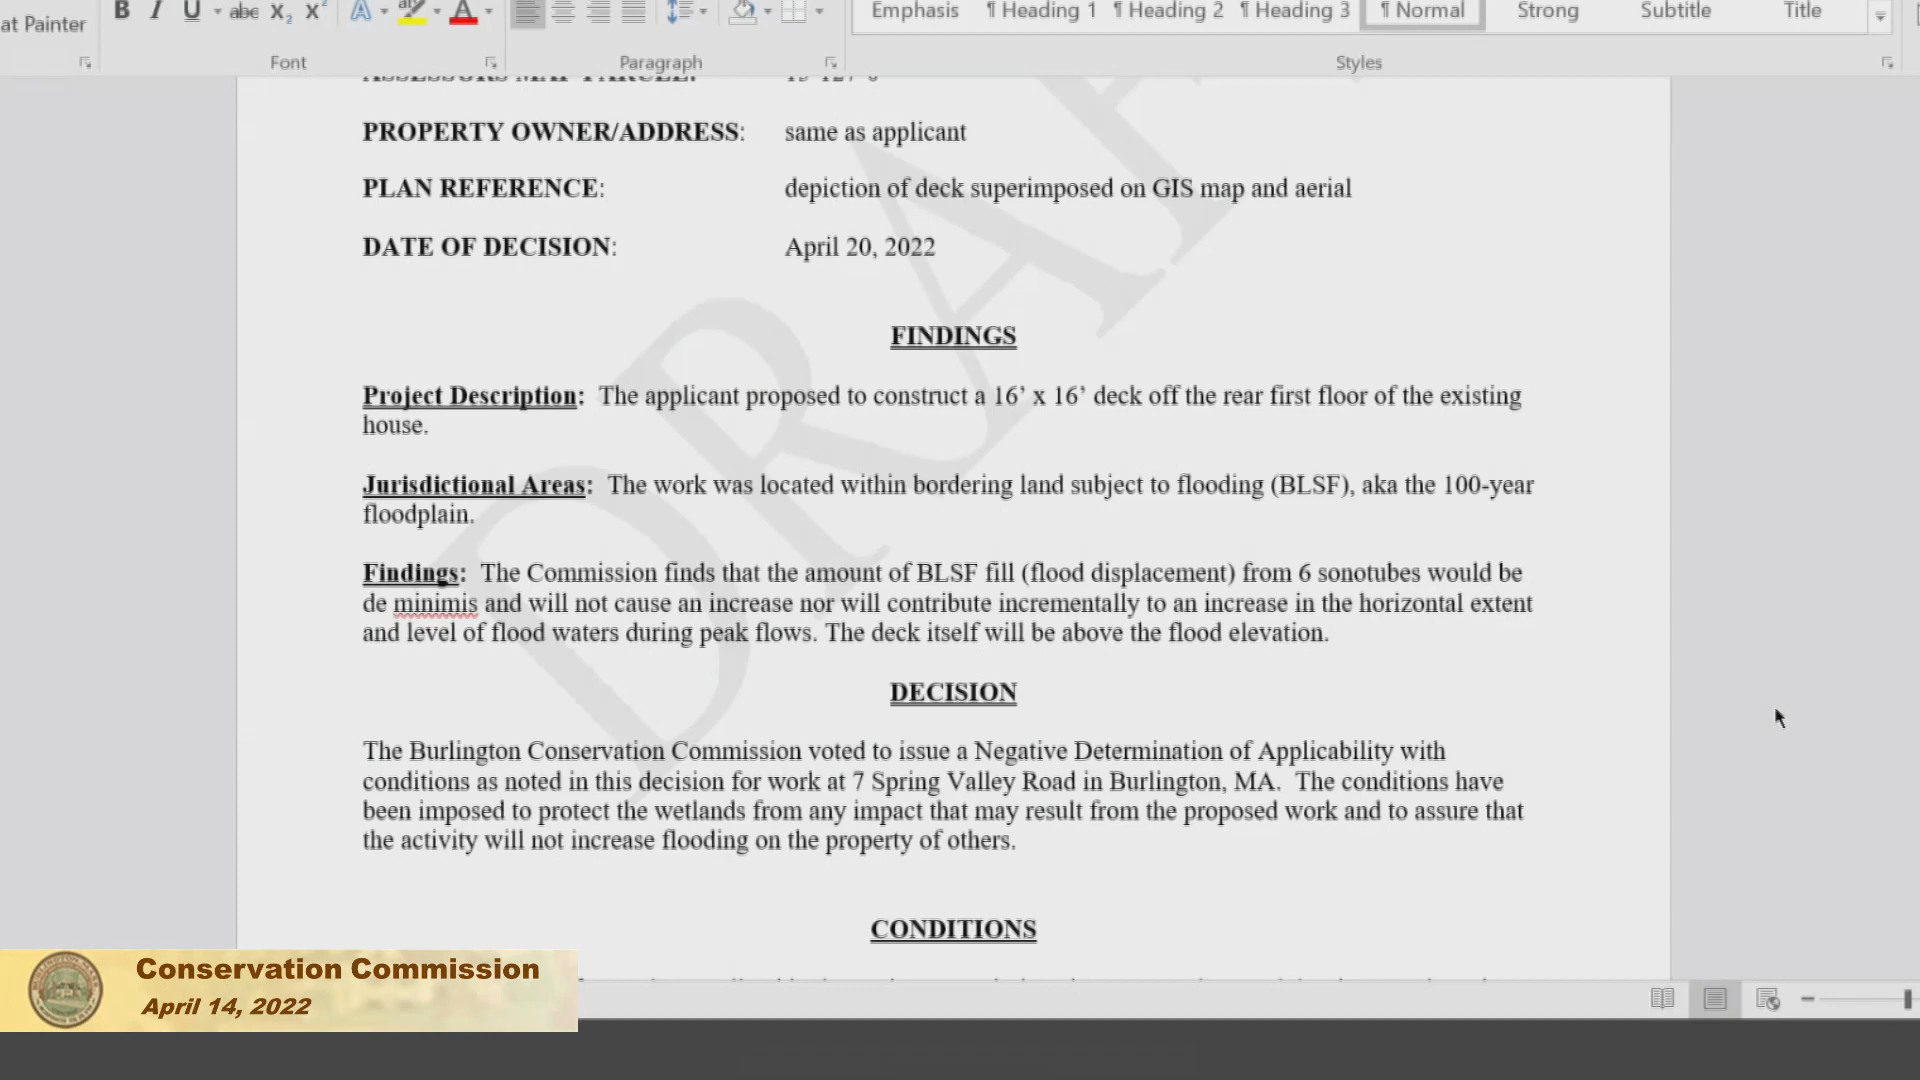 at Painter
B I U abc X₂ X² A aby A
Emphasis ¶ Heading 1 ¶ Heading 2 ¶ Heading 3 ¶ Normal Strong Subtitle Title
Font Paragraph Styles
PROPERTY OWNER/ADDRESS: same as applicant
PLAN REFERENCE: depiction of deck superimposed on GIS map and aerial
DATE OF DECISION: April 20, 2022
FINDINGS
Project Description: The applicant proposed to construct a 16’ x 16’ deck off the rear first floor of the existing
house.
Jurisdictional Areas: The work was located within bordering land subject to flooding (BLSF), aka the 100-year
floodplain.
Findings: The Commission finds that the amount of BLSF fill (flood displacement) from 6 sonotubes would be
de minimis and will not cause an increase nor will contribute incrementally to an increase in the horizontal extent
and level of flood waters during peak flows. The deck itself will be above the flood elevation.
DECISION
The Burlington Conservation Commission voted to issue a Negative Determination of Applicability with
conditions as noted in this decision for work at 7 Spring Valley Road in Burlington, MA. The conditions have
been imposed to protect the wetlands from any impact that may result from the proposed work and to assure that
the activity will not increase flooding on the property of others.
CONDITIONS
Conservation Commission
April 14, 2022